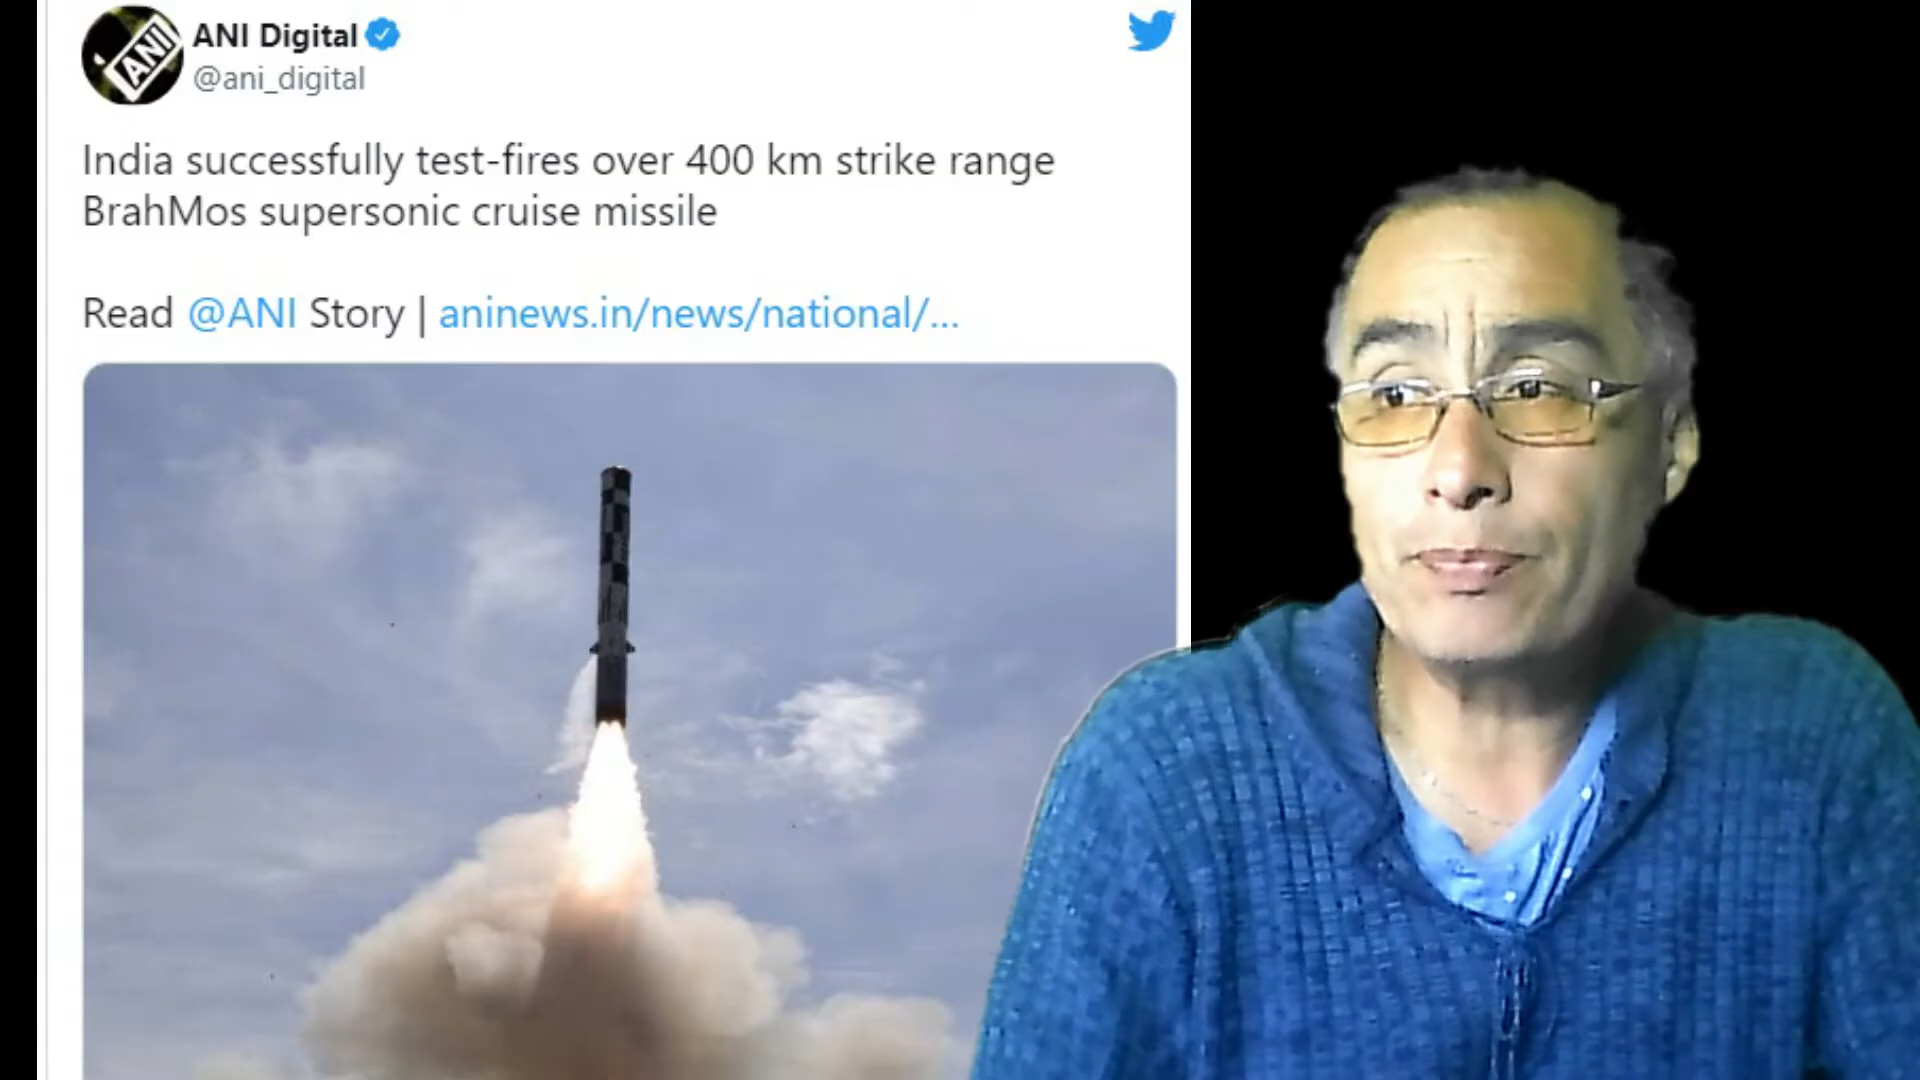 ANI
ANI Digital
@ani_digital
India successfully test-fires over 400 km strike range
BrahMos supersonic cruise missile
Read @ANI Story | aninews.in/news/national/...